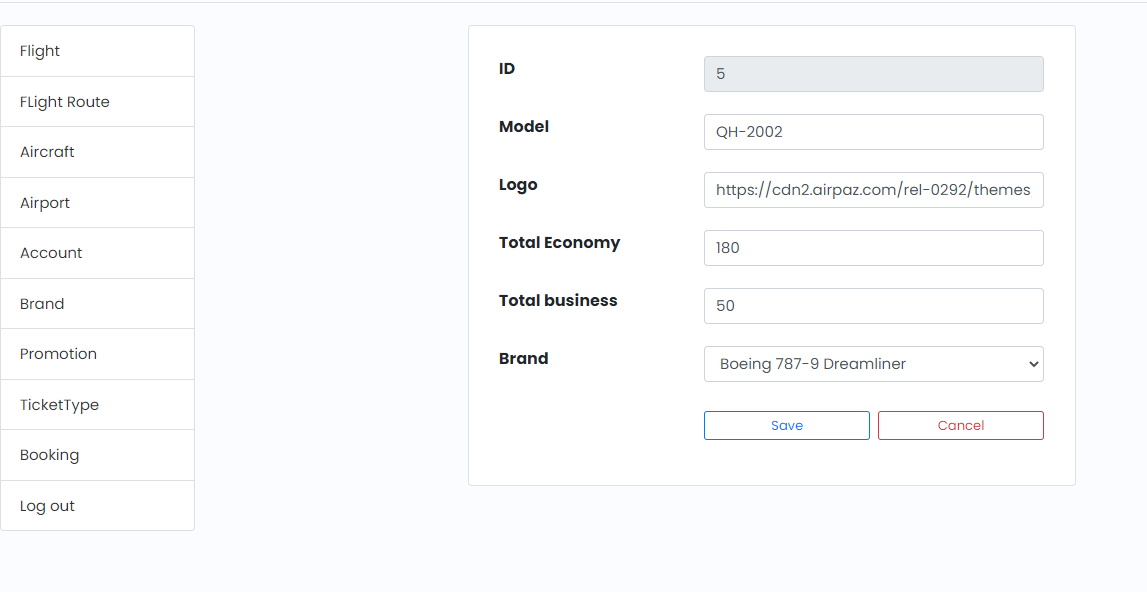 Flight
FLight Route
Aircraft
Airport
Account
Brand
Promotion
TicketType
Booking
Log out
ID
5
Model
QH-2002
Logo
https://cdn2.airpaz.com/rel-0292/themes
Total Economy
180
Total business
50
Brand
Boeing 787-9 Dreamliner
Save
Cancel